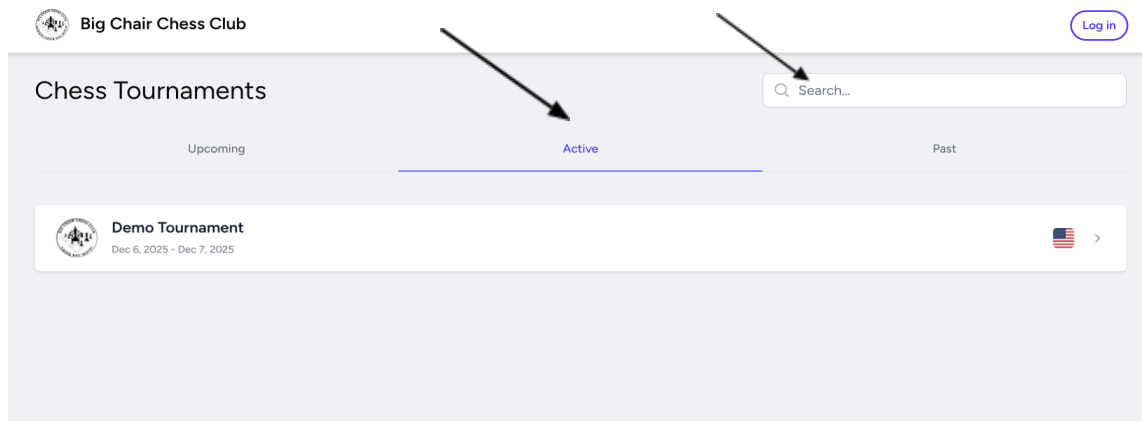 Big Chair Chess Club
Log in
Chess Tournaments
Search...
Upcoming
Active
Past
Demo Tournament
Dec 6, 2025 - Dec 7, 2025